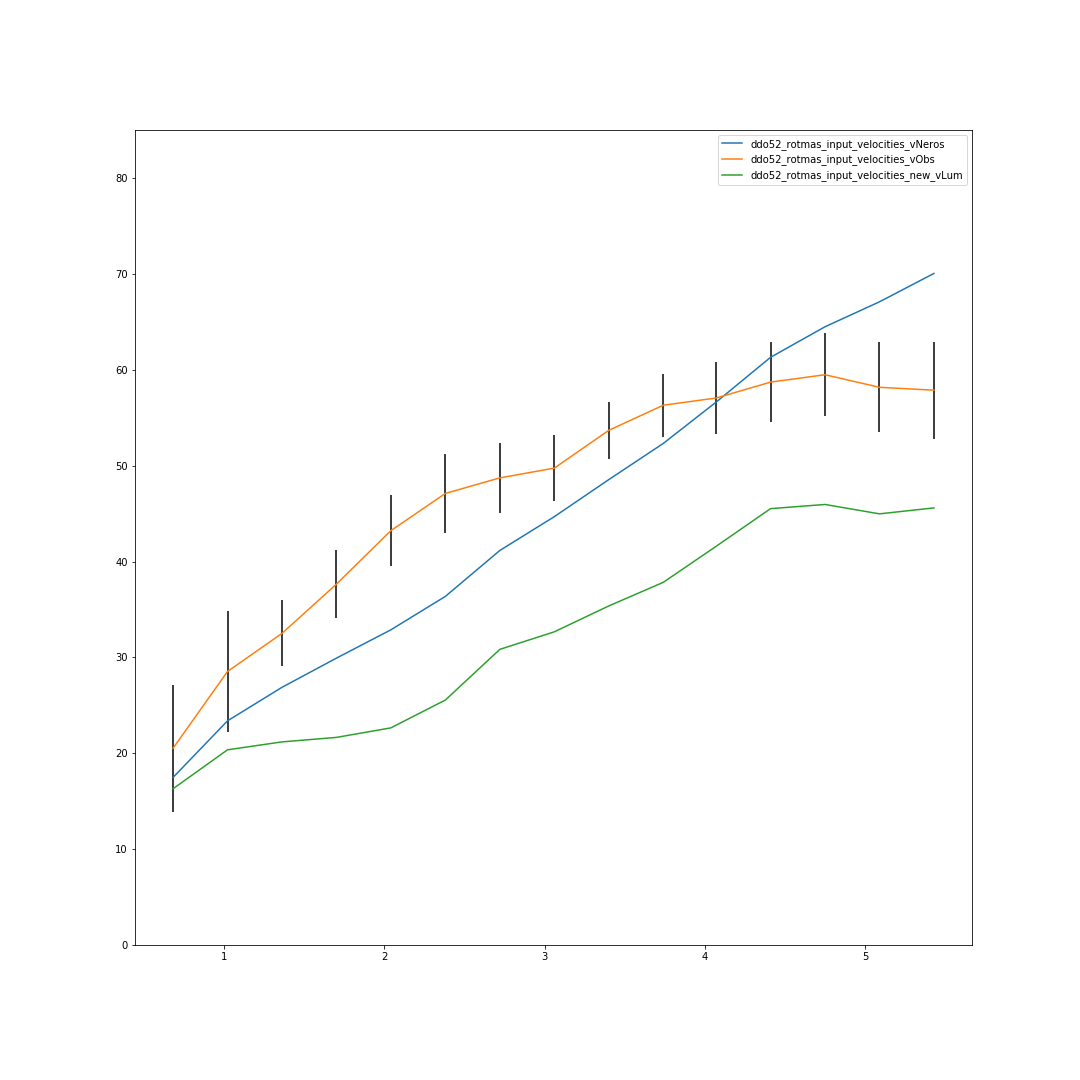 ddo52_rotmas_input_velocities_vNeros
ddo52_rotmas_input_velocities_vObs
ddo52_rotmas_input_velocities_new_vLum
80
70
60
50
40
30
20
10
0
1 2 3 4 5